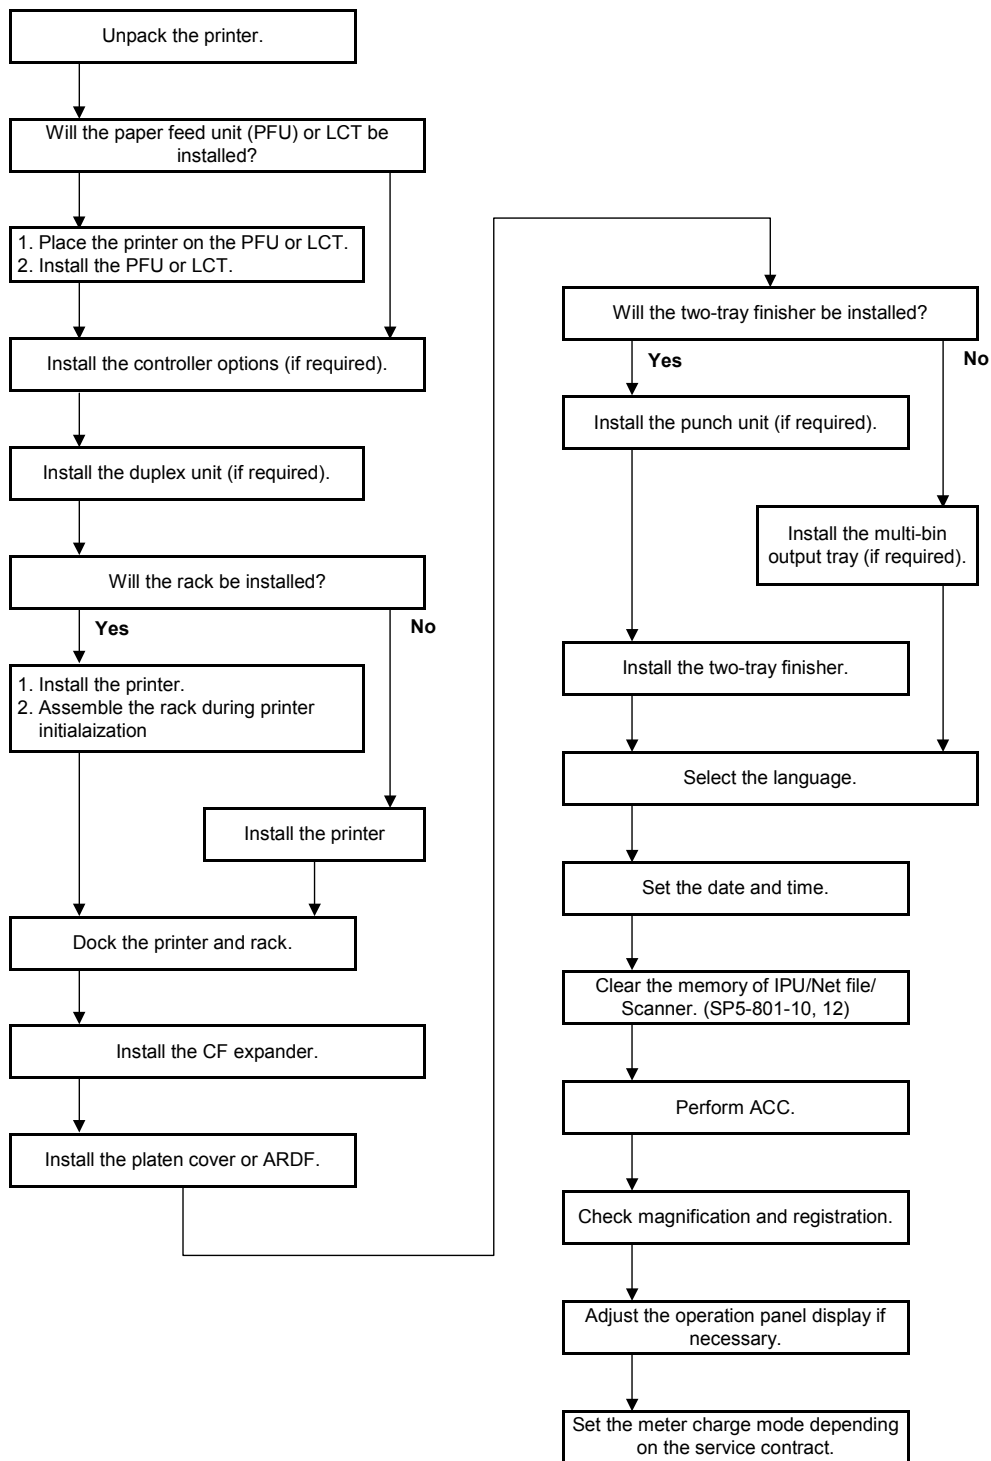 Unpack the printer.
Will the paper feed unit (PFU) or LCT be
installed?
1. Place the printer on the PFU or LCT.
2. Install the PFU or LCT.
Install the controller options (if required).
Install the duplex unit (if required).
Will the rack be installed?
Yes
No
1. Install the printer.
2. Assemble the rack during printer
initialaization
Install the printer
Dock the printer and rack.
Install the CF expander.
Install the platen cover or ARDF.
Will the two-tray finisher be installed?
Yes
No
Install the punch unit (if required).
Install the multi-bin
output tray (if required).
Install the two-tray finisher.
Select the language.
Set the date and time.
Clear the memory of IPU/Net file/
Scanner. (SP5-801-10, 12)
Perform ACC.
Check magnification and registration.
Adjust the operation panel display if
necessary.
Set the meter charge mode depending
on the service contract.